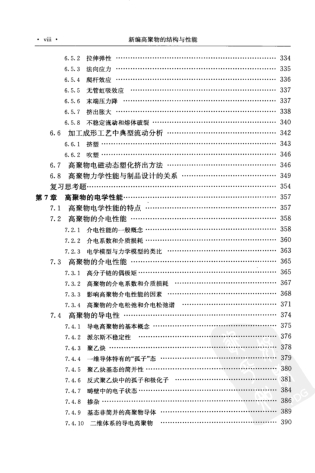 · viii · 新编高聚物的结构与性能
6.5.2 拉伸弹性 334
6.5.3 法向应力 335
6.5.4 爬杆效应 335
6.5.5 无管虹吸效应 337
6.5.6 末端压力降 337
6.5.7 挤出胀大 338
6.5.8 不稳定流动和熔体破裂 340
6.6 加工成形工艺中典型流动分析 342
6.6.1 挤塑 343
6.6.2 吹塑 346
6.7 高聚物电磁动态塑化挤出方法 346
6.8 高聚物力学性能与制品设计的关系 349
复习思考题 354
第7章 高聚物的电学性能 357
7.1 高聚物电学性能的特点 357
7.2 高聚物的介电性能 358
7.2.1 介电性能的一般概念 358
7.2.2 介电系数和介质损耗 360
7.2.3 电学模型与力学模型的类比 363
7.3 高聚物的介电性能 365
7.3.1 高分子链的偶极矩 365
7.3.2 高聚物的介电系数和介质损耗 366
7.3.3 影响高聚物介电性能的因素 368
7.3.4 高聚物的介电松弛和介电松弛谱 371
7.4 高聚物的导电性 374
7.4.1 导电高聚物的基本概念 374
7.4.2 派尔斯不稳定性 376
7.4.3 聚乙炔 378
7.4.4 一维导体特有的“孤子”态 379
7.4.5 聚乙炔基态的简并性 380
7.4.6 反式聚乙炔中的孤子和极化子 381
7.4.7 畴壁中的电子状态 384
7.4.8 掺杂 386
7.4.9 基态非简并的高聚物导体 389
7.4.10 二维体系的导电高聚物 390